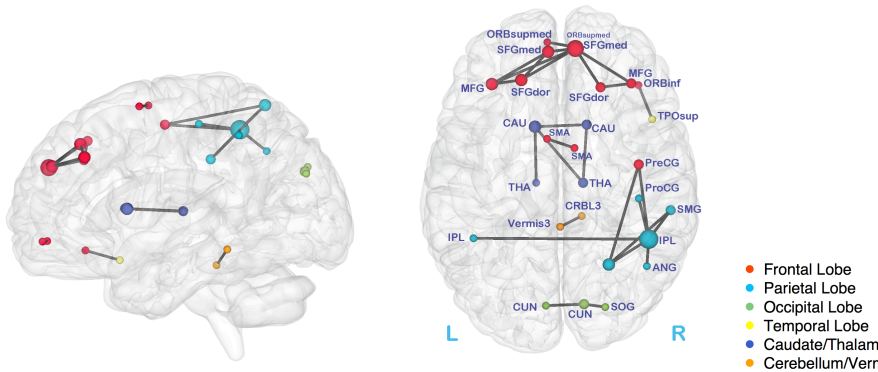 ORBsupmed
ORBsupmed
SFGmed
SFGmed
MFG
SFGdor
MFG
ORBinf
SFGdor
TPOsup
CAU
CAU
SMA
SMA
PreCG
THA
THA
ProCG
CRBL3
SMG
Vermis3
IPL
IPL
ANG
CUN
CUN
SOG
L
R
Frontal Lobe
Parietal Lobe
Occipital Lobe
Temporal Lobe
Caudate/Thalam
Cerebellum/Vern